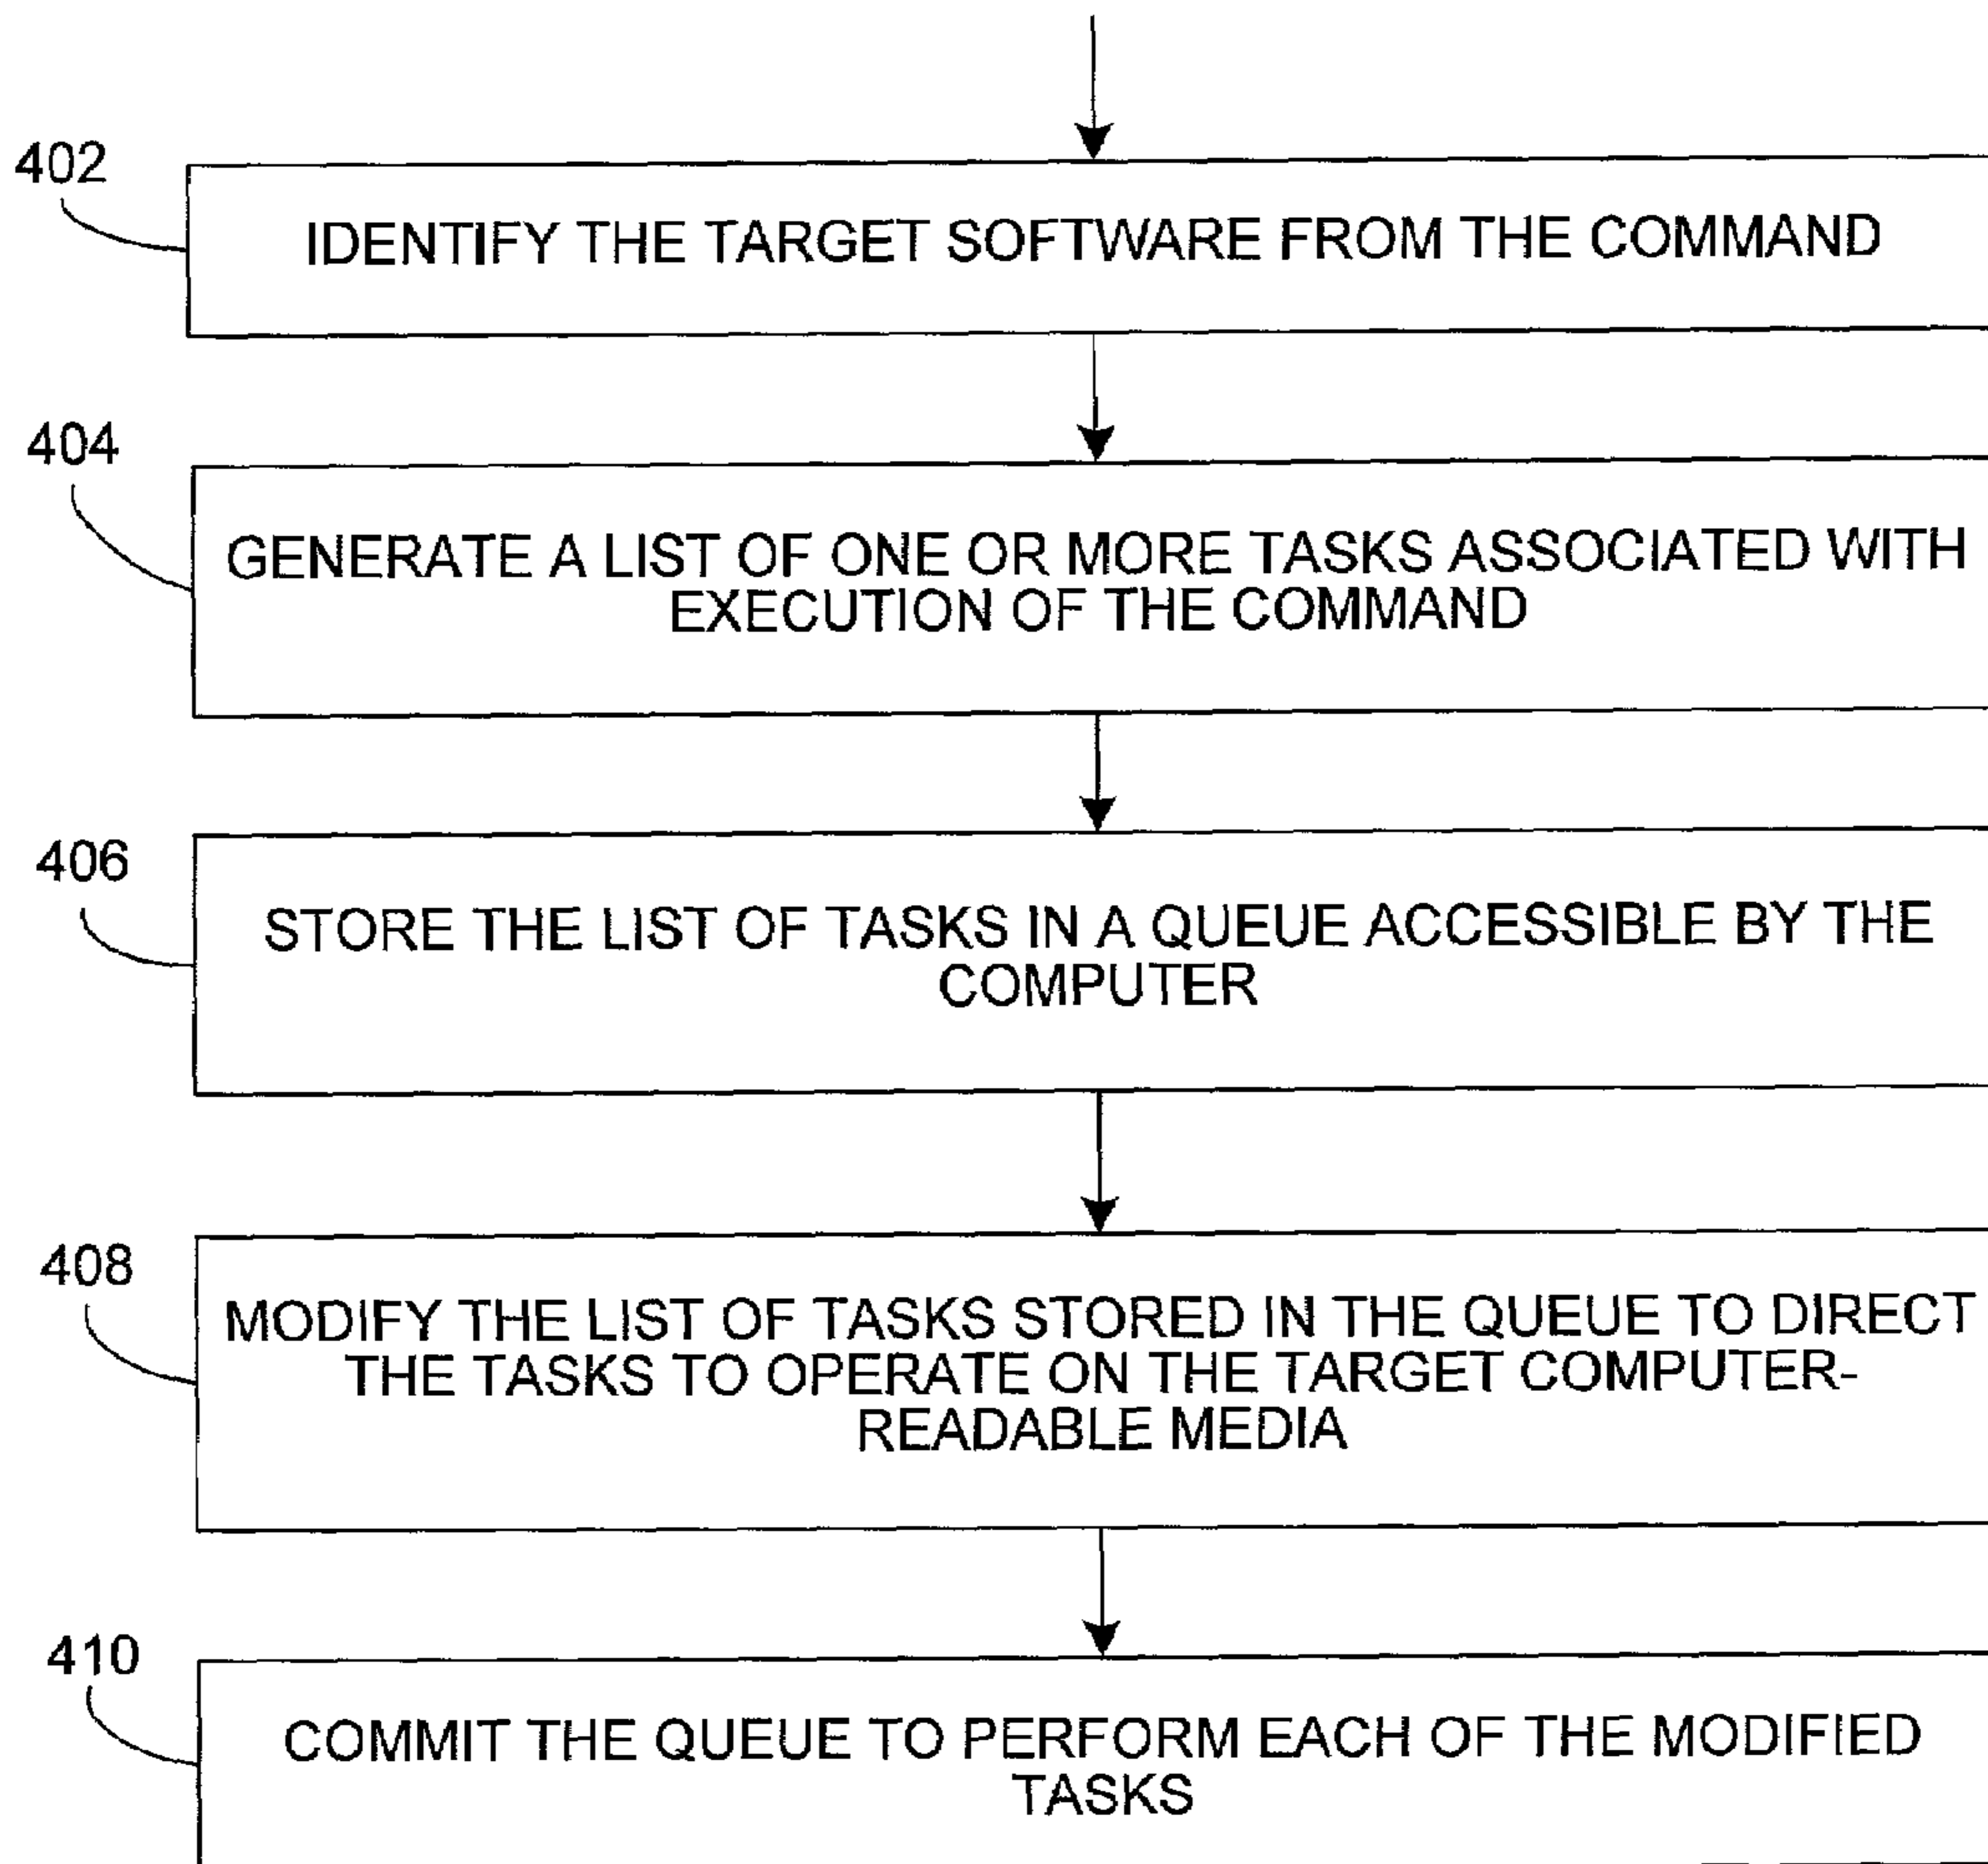 402
IDENTIFY THE TARGET SOFTWARE FROM THE COMMAND
404
GENERATE A LIST OF ONE OR MORE TASKS ASSOCIATED WITH
EXECUTION OF THE COMMAND
406
STORE THE LIST OF TASKS IN A QUEUE ACCESSIBLE BY THE
COMPUTER
408
MODIFY THE LIST OF TASKS STORED IN THE QUEUE TO DIRECT
THE TASKS TO OPERATE ON THE TARGET COMPUTER-
READABLE MEDIA
410
COMMIT THE QUEUE TO PERFORM EACH OF THE MODIFIED
TASKS